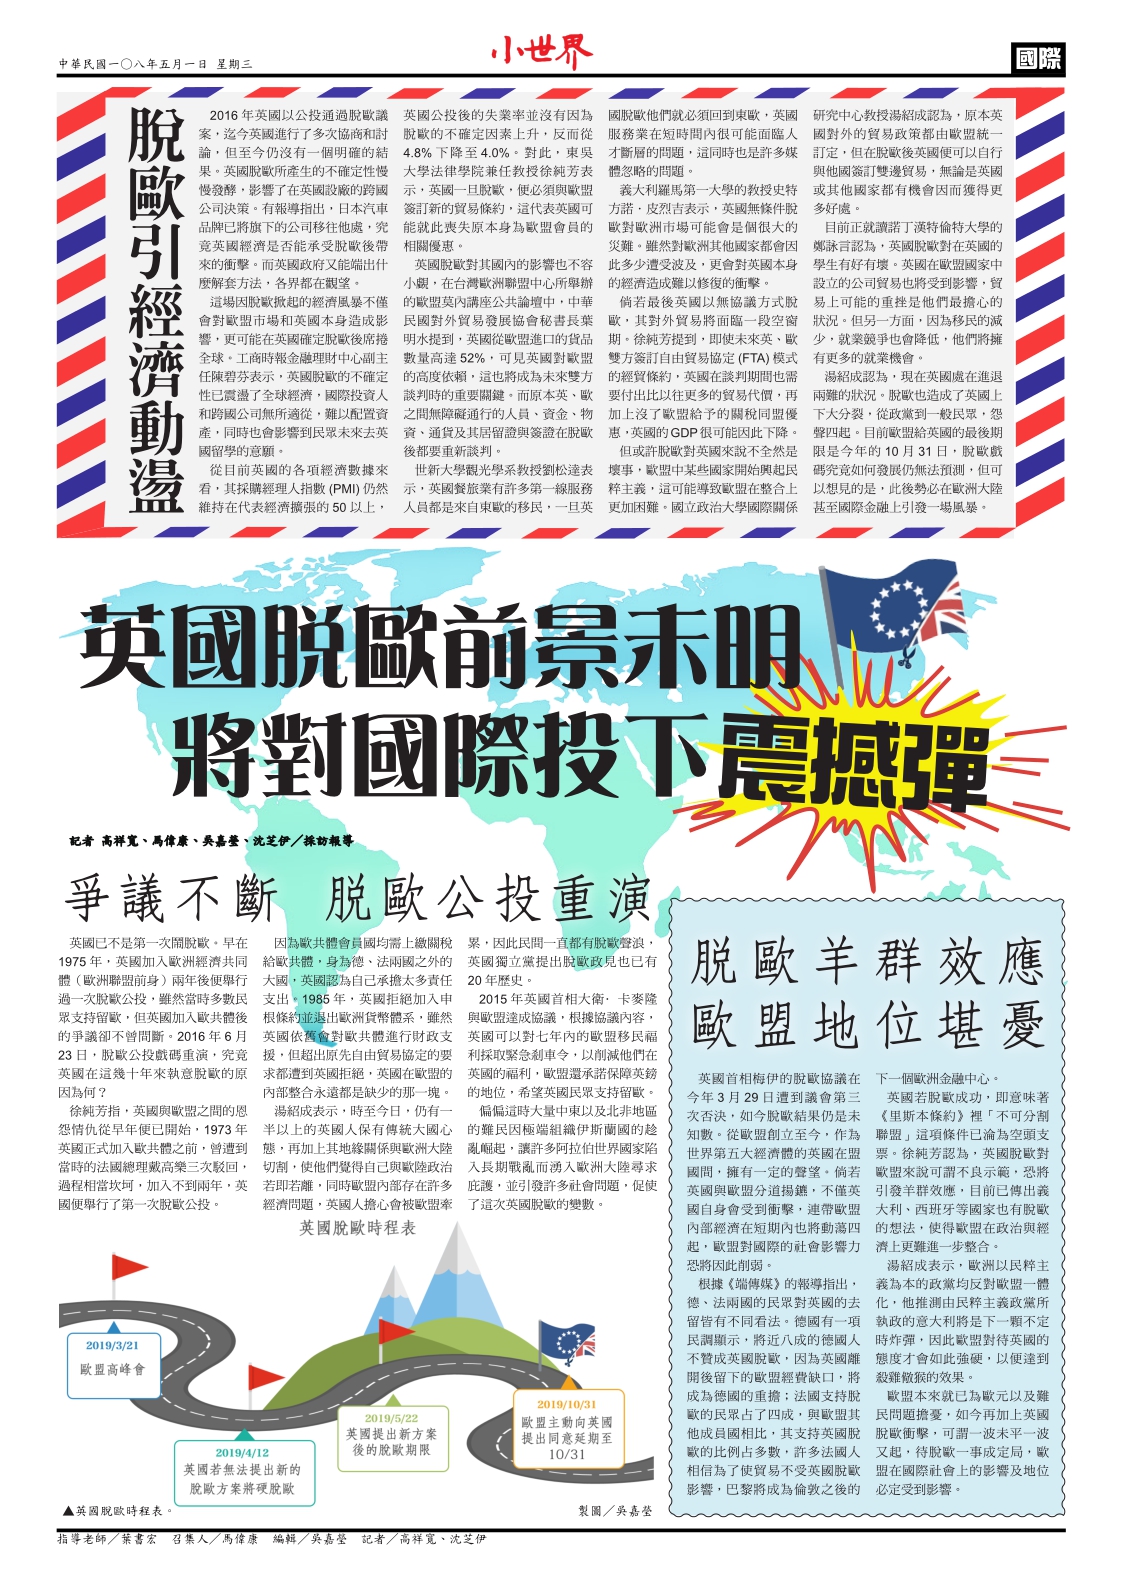 中華民國一〇八年五月一日 星期三
小世界
國際
脫歐引經濟動盪
2016 年英國以公投通過脫歐議
案，迄今英國進行了多次協商和討
論，但至今仍沒有一個明確的結
果。英國脫歐所產生的不確定性慢
慢發酵，影響了在英國設廠的跨國
公司決策。有報導指出，日本汽車
品牌已將旗下的公司移往他處，究
竟英國經濟是否能承受脫歐後帶
來的衝擊。而英國政府又能端出什
麼解套方法，各界都在觀望。
這場因脫歐掀起的經濟風暴不僅
會對歐盟市場和英國本身造成影
響，更可能在英國確定脫歐後席捲
全球。工商時報金融理財中心副主
任陳碧芬表示，英國脫歐的不確定
性已震盪了全球經濟，國際投資人
和跨國公司無所適從，難以配置資
產，同時也會影響到民眾未來去英
國留學的意願。
從目前英國的各項經濟數據來
看，其採購經理人指數 (PMI) 仍然
維持在代表經濟擴張的 50 以上，
英國公投後的失業率並沒有因為
脫歐的不確定因素上升，反而從
4.8% 下降至 4.0%。對此，東吳
大學法律學院兼任教授徐純芳表
示，英國一旦脫歐，便必須與歐盟
簽訂新的貿易條約，這代表英國可
能就此喪失原本身為歐盟會員的
相關優惠。
英國脫歐對其國內的影響也不容
小覷，在台灣歐洲聯盟中心所舉辦
的歐盟莫內講座公共論壇中，中華
民國對外貿易發展協會秘書長葉
明水提到，英國從歐盟進口的貨品
數量高達 52%，可見英國對歐盟
的高度依賴，這也將成為未來雙方
談判時的重要關鍵。而原本英、歐
之間無障礙通行的人員、資金、物
資、通貨及其居留證與簽證在脫歐
後都要重新談判。
世新大學觀光學系教授劉松達表
示，英國餐旅業有許多第一線服務
人員都是來自東歐的移民，一旦英
國脫歐他們就必須回到東歐，英國
服務業在短時間內很可能面臨人
才斷層的問題，這同時也是許多媒
體忽略的問題。
義大利羅馬第一大學的教授史特
方諾．皮烈吉表示，英國無條件脫
歐對歐洲市場可能會是個很大的
災難。雖然對歐洲其他國家都會因
此多少遭受波及，更會對英國本身
的經濟造成難以修復的衝擊。
倘若最後英國以無協議方式脫
歐，其對外貿易將面臨一段空窗
期。徐純芳提到，即使未來英、歐
雙方簽訂自由貿易協定 (FTA) 模式
的經貿條約，英國在談判期間也需
要付出比以往更多的貿易代價，再
加上沒了歐盟給予的關稅同盟優
惠，英國的 GDP 很可能因此下降。
但或許脫歐對英國來說不全然是
壞事，歐盟中某些國家開始興起民
粹主義，這可能導致歐盟在整合上
更加困難。國立政治大學國際關係
研究中心教授湯紹成認為，原本英
國對外的貿易政策都由歐盟統一
訂定，但在脫歐後英國便可以自行
與他國簽訂雙邊貿易，無論是英國
或其他國家都有機會因而獲得更
多好處。
目前正就讀諾丁漢特倫特大學的
鄭詠言認為，英國脫歐對在英國的
學生有好有壞。英國在歐盟國家中
設立的公司貿易也將受到影響，貿
易上可能的重挫是他們最擔心的
狀況。但另一方面，因為移民的減
少，就業競爭也會降低，他們將擁
有更多的就業機會。
湯紹成認為，現在英國處在進退
兩難的狀況。脫歐也造成了英國上
下大分裂，從政黨到一般民眾，怨
聲四起。目前歐盟給英國的最後期
限是今年的 10 月 31 日，脫歐戲
碼究竟如何發展仍無法預測，但可
以想見的是，此後勢必在歐洲大陸
甚至國際金融上引發一場風暴。
英國脫歐前景未明
將對國際投下震撼彈
記者 高祥寬、馬偉康、吳嘉瑩、沈芝伊／採訪報導
爭議不斷 脫歐公投重演
英國已不是第一次鬧脫歐。早在
1975 年，英國加入歐洲經濟共同
體（歐洲聯盟前身）兩年後便舉行
過一次脫歐公投，雖然當時多數民
眾支持留歐，但英國加入歐共體後
的爭議卻不曾間斷。2016 年 6 月
23 日，脫歐公投戲碼重演，究竟
英國在這幾十年來執意脫歐的原
因為何？
徐純芳指，英國與歐盟之間的恩
怨情仇從早年便已開始，1973 年
英國正式加入歐共體之前，曾遭到
當時的法國總理戴高樂三次駁回，
過程相當坎坷，加入不到兩年，英
國便舉行了第一次脫歐公投。
因為歐共體會員國均需上繳關稅
給歐共體，身為德、法兩國之外的
大國，英國認為自己承擔太多責任
支出。1985 年，英國拒絕加入申
根條約並退出歐洲貨幣體系，雖然
英國依舊會對歐共體進行財政支
援，但超出原先自由貿易協定的要
求都遭到英國拒絕，英國在歐盟的
內部整合永遠都是缺少的那一塊。
湯紹成表示，時至今日，仍有一
半以上的英國人保有傳統大國心
態，再加上其地緣關係與歐洲大陸
切割，使他們覺得自己與歐陸政治
若即若離，同時歐盟內部存在許多
經濟問題，英國人擔心會被歐盟牽
累，因此民間一直都有脫歐聲浪，
英國獨立黨提出脫歐政見也已有
20 年歷史。
2015 年英國首相大衛．卡麥隆
與歐盟達成協議，根據協議內容，
英國可以對七年內的歐盟移民福
利採取緊急剎車令，以削減他們在
英國的福利，歐盟還承諾保障英鎊
的地位，希望英國民眾支持留歐。
偏偏這時大量中東以及北非地區
的難民因極端組織伊斯蘭國的趁
亂崛起，讓許多阿拉伯世界國家陷
入長期戰亂而湧入歐洲大陸尋求
庇護，並引發許多社會問題，促使
了這次英國脫歐的變數。
脫歐羊群效應
歐盟地位堪憂
英國首相梅伊的脫歐協議在
今年 3 月 29 日遭到議會第三
次否決，如今脫歐結果仍是未
知數。從歐盟創立至今，作為
世界第五大經濟體的英國在盟
國間，擁有一定的聲望。倘若
英國與歐盟分道揚鑣，不僅英
國自身會受到衝擊，連帶歐盟
內部經濟在短期內也將動蕩四
起，歐盟對國際的社會影響力
恐將因此削弱。
根據《端傳媒》的報導指出，
德、法兩國的民眾對英國的去
留皆有不同看法。德國有一項
民調顯示，將近八成的德國人
不贊成英國脫歐，因為英國離
開後留下的歐盟經費缺口，將
成為德國的重擔；法國支持脫
歐的民眾占了四成，與歐盟其
他成員國相比，其支持英國脫
歐的比例占多數，許多法國人
相信為了使貿易不受英國脫歐
影響，巴黎將成為倫敦之後的
下一個歐洲金融中心。
英國若脫歐成功，即意味著
《里斯本條約》裡「不可分割
聯盟」這項條件已淪為空頭支
票。徐純芳認為，英國脫歐對
歐盟來說可謂不良示範，恐將
引發羊群效應，目前已傳出義
大利、西班牙等國家也有脫歐
的想法，使得歐盟在政治與經
濟上更難進一步整合。
湯紹成表示，歐洲以民粹主
義為本的政黨均反對歐盟一體
化，他推測由民粹主義政黨所
執政的意大利將是下一顆不定
時炸彈，因此歐盟對待英國的
態度才會如此強硬，以便達到
殺雞儆猴的效果。
歐盟本來就已為歐元以及難
民問題擔憂，如今再加上英國
脫歐衝擊，可謂一波未平一波
又起，待脫歐一事成定局，歐
盟在國際社會上的影響及地位
必定受到影響。
英國脫歐時程表
2019/3/21
歐盟高峰會
2019/4/12
英國若無法提出新的
脫歐方案將硬脫歐
2019/5/22
英國提出新方案
後的脫歐期限
2019/10/31
歐盟主動向英國
提出同意延期至
10/31
▲英國脫歐時程表。
製圖／吳嘉瑩
指導老師／葉書宏 召集人／馬偉康 編輯／吳嘉瑩 記者／高祥寬、沈芝伊